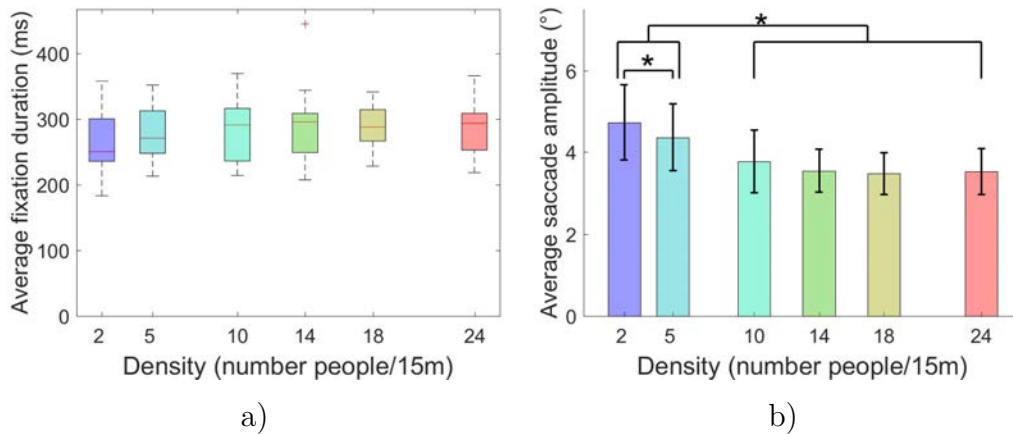 Average fixation duration (ms)
400
300
200
100
0
2 5 10 14 18 24
Density (number people/15m)
a)
Average saccade amplitude (°)
*
*
6
4
2
0
2 5 10 14 18 24
Density (number people/15m)
b)